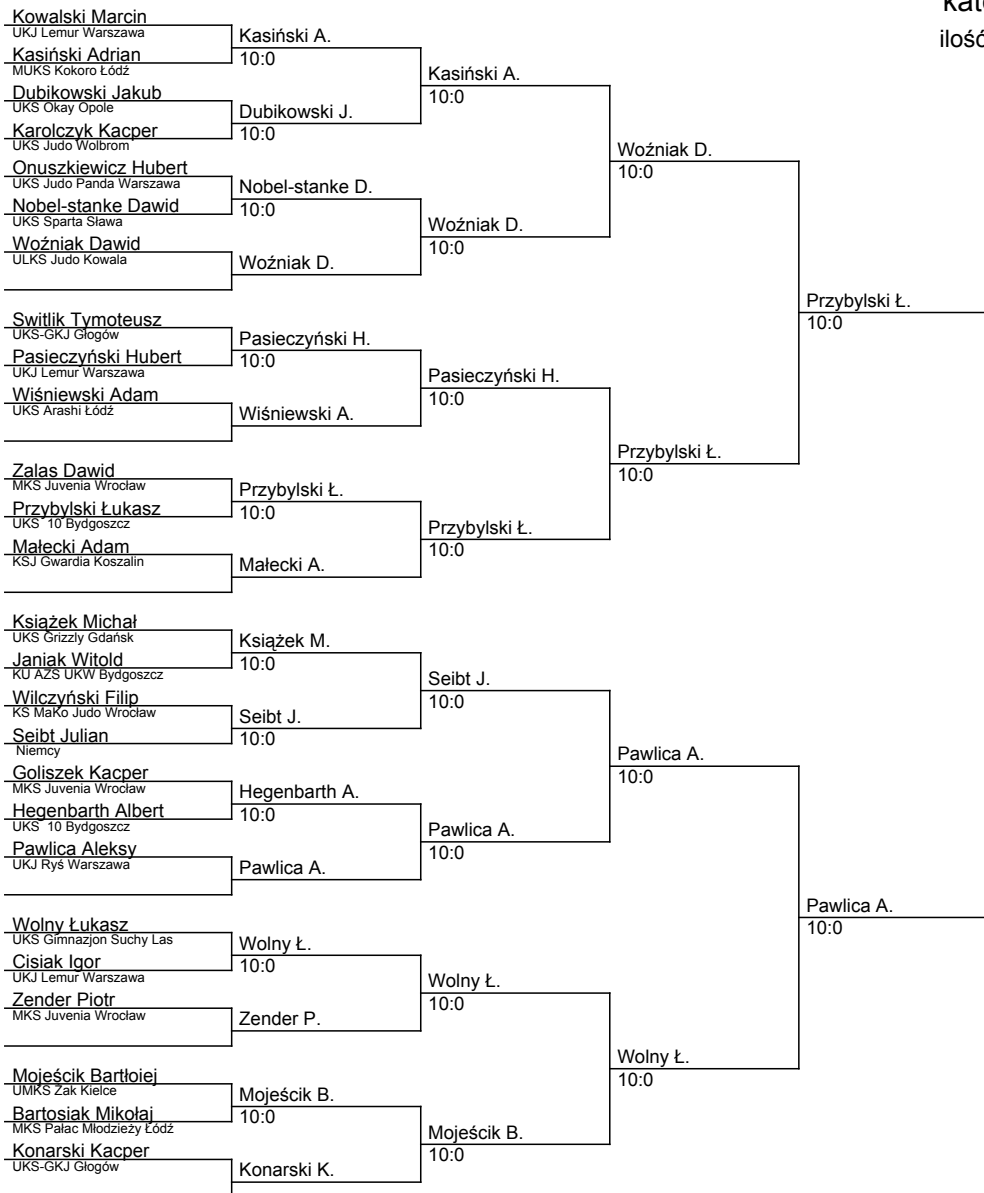 Kowalski Marcin
UKJ Lemur Warszawa
Kasiński Adrian
MUKS Kokoro Łódź
Dubikowski Jakub
UKS Okay Opole
Karolczyk Kacper
UKS Judo Wolbrom
Onuszkiewicz Hubert
UKS Judo Panda Warszawa
Nobel-stanke Dawid
UKS Sparta Sława
Woźniak Dawid
ULKS Judo Kowala
Switlik Tymoteusz
UKS-GKJ Głogów
Pasieczyński Hubert
UKJ Lemur Warszawa
Wiśniewski Adam
UKS Arashi Łódź
Zalas Dawid
MKS Juvenia Wrocław
Przybylski Łukasz
UKS 10 Bydgoszcz
Małecki Adam
KSJ Gwardia Koszalin
Książek Michał
UKS Grizzly Gdańsk
Janiak Witold
KU AZS UKW Bydgoszcz
Wilczyński Filip
KS MaKo Judo Wrocław
Seibt Julian
Niemcy
Goliszek Kacper
MKS Juvenia Wrocław
Hegenbarth Albert
UKS 10 Bydgoszcz
Pawlica Aleksy
UKJ Ryś Warszawa
Wolny Łukasz
UKS Gimnazjon Suchy Las
Cisiak Igor
UKJ Lemur Warszawa
Zender Piotr
MKS Juvenia Wrocław
Mojeścik Bartłoiej
UMKS Żak Kielce
Bartosiak Mikołaj
MKS Pałac Młodzieży Łódź
Konarski Kacper
UKS-GKJ Głogów
Kasiński A.
10:0
Dubikowski J.
10:0
Nobel-stanke D.
10:0
Woźniak D.
Pasieczyński H.
10:0
Wiśniewski A.
Przybylski Ł.
10:0
Małecki A.
Książek M.
10:0
Seibt J.
10:0
Hegenbarth A.
10:0
Pawlica A.
Wolny Ł.
10:0
Zender P.
Mojeścik B.
10:0
Konarski K.
Kasiński A.
10:0
Woźniak D.
10:0
Pasieczyński H.
10:0
Przybylski Ł.
10:0
Seibt J.
10:0
Pawlica A.
10:0
Wolny Ł.
10:0
Mojeścik B.
10:0
Woźniak D.
10:0
Przybylski Ł.
10:0
Pawlica A.
10:0
Wolny Ł.
10:0
Przybylski Ł.
10:0
Pawlica A.
10:0